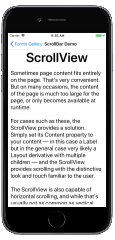 Carrier 9:39 AM
Forms Gallery ScrollBar Demo
ScrollView
Sometimes page content fits entirely
on the page. That's very convenient.
But on many occasions, the content
of the page is much too large for the
page, or only becomes available at
runtime.
For cases such as these, the
ScrollView provides a solution.
Simply set its Content property to
your content — in this case a Label
but in the general case very likely a
Layout derivative with multiple
children — and the ScrollView
provides scrolling with the distinctive
look and touch familiar to the user.
The ScrollView is also capable of
horizontal scrolling, and while that's
usually not as common as vertical